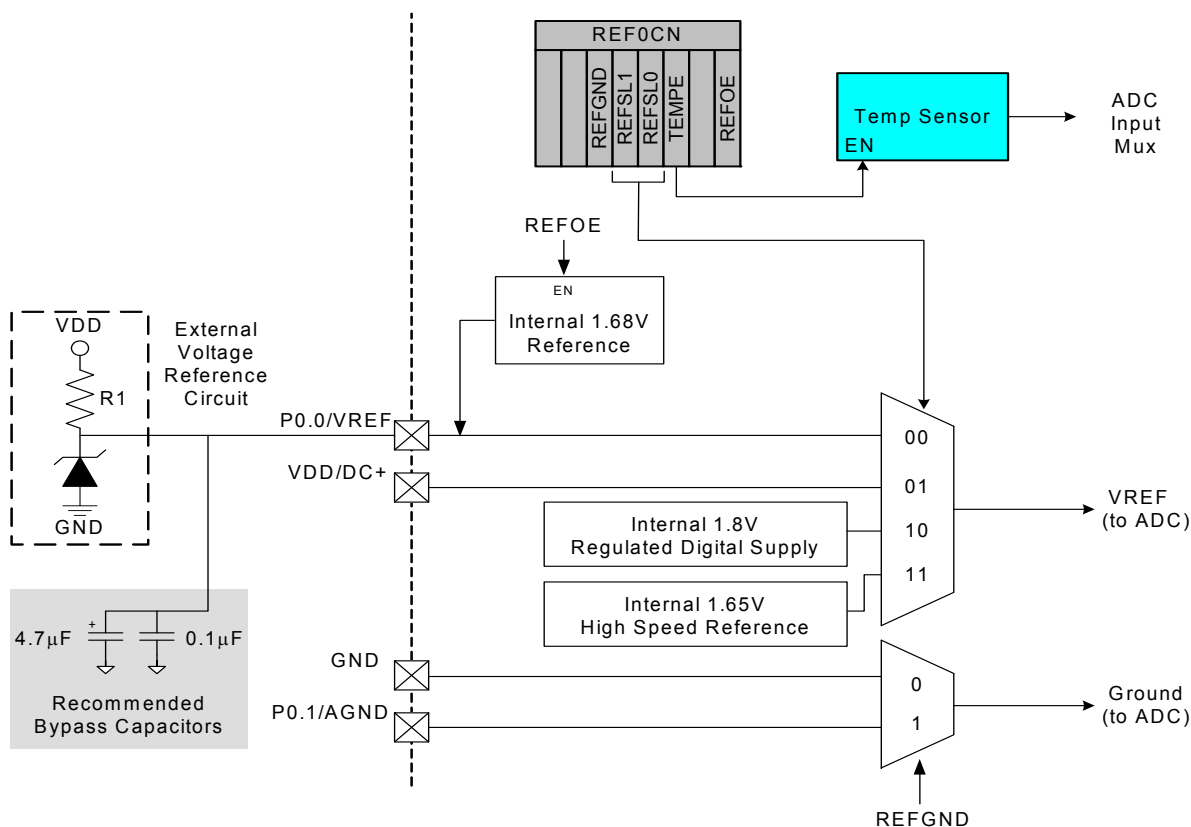 REF0CN
REFGND
REFSL1
REFSL0
TEMPE
REFOE
Temp Sensor
EN
ADC
Input
Mux
REFOE
EN
Internal 1.68V
Reference
VDD
R1
GND
External
Voltage
Reference
Circuit
P0.0/VREF
VDD/DC+
00
01
10
11
Internal 1.8V
Regulated Digital Supply
Internal 1.65V
High Speed Reference
VREF
(to ADC)
4.7µF
+
0.1µF
Recommended
Bypass Capacitors
GND
P0.1/AGND
0
1
Ground
(to ADC)
REFGND